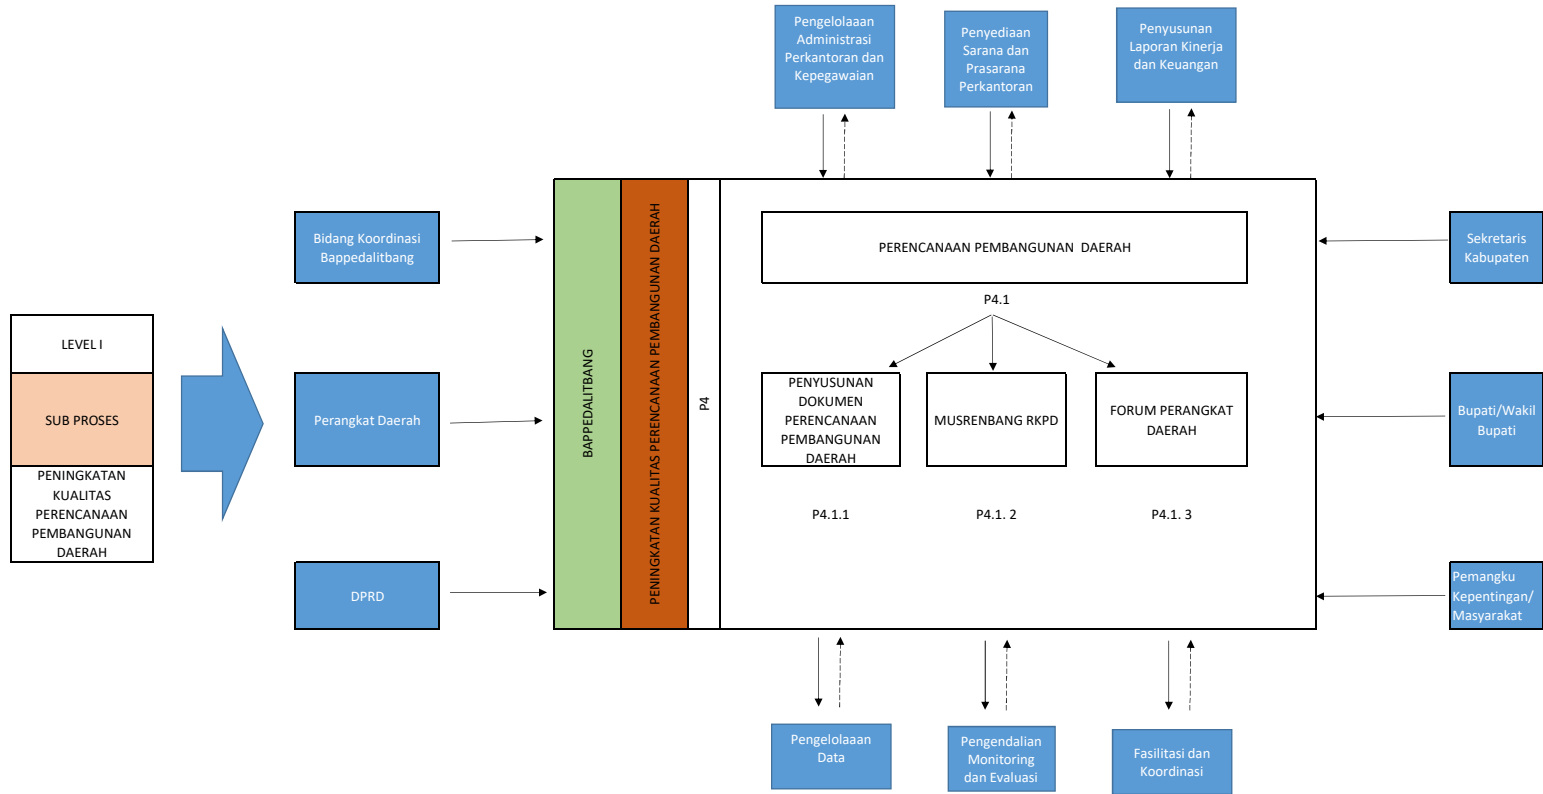 Pengelolaaan
Administrasi
Perkantoran dan
Kepegawaian
Penyediaan
Sarana dan
Prasarana
Perkantoran
Penyusunan
Laporan Kinerja
dan Keuangan
LEVEL I
SUB PROSES
PENINGKATAN
KUALITAS
PERENCANAAN
PEMBANGUNAN
DAERAH
Bidang Koordinasi
Bappedalitbang
Perangkat Daerah
DPRD
BAPPEDALITBANG
PENINGKATAN KUALITAS PERENCANAAN PEMBANGUNAN DAERAH
P4
PERENCANAAN PEMBANGUNAN  DAERAH
P4.1
PENYUSUNAN
DOKUMEN
PERENCANAAN
PEMBANGUNAN
DAERAH
MUSRENBANG RKPD
FORUM PERANGKAT
DAERAH
P4.1.1
P4.1. 2
P4.1. 3
Sekretaris
Kabupaten
Bupati/Wakil
Bupati
Pemangku
Kepentingan/
Masyarakat
Pengelolaaan
Data
Pengendalian
Monitoring
dan Evaluasi
Fasilitasi dan
Koordinasi